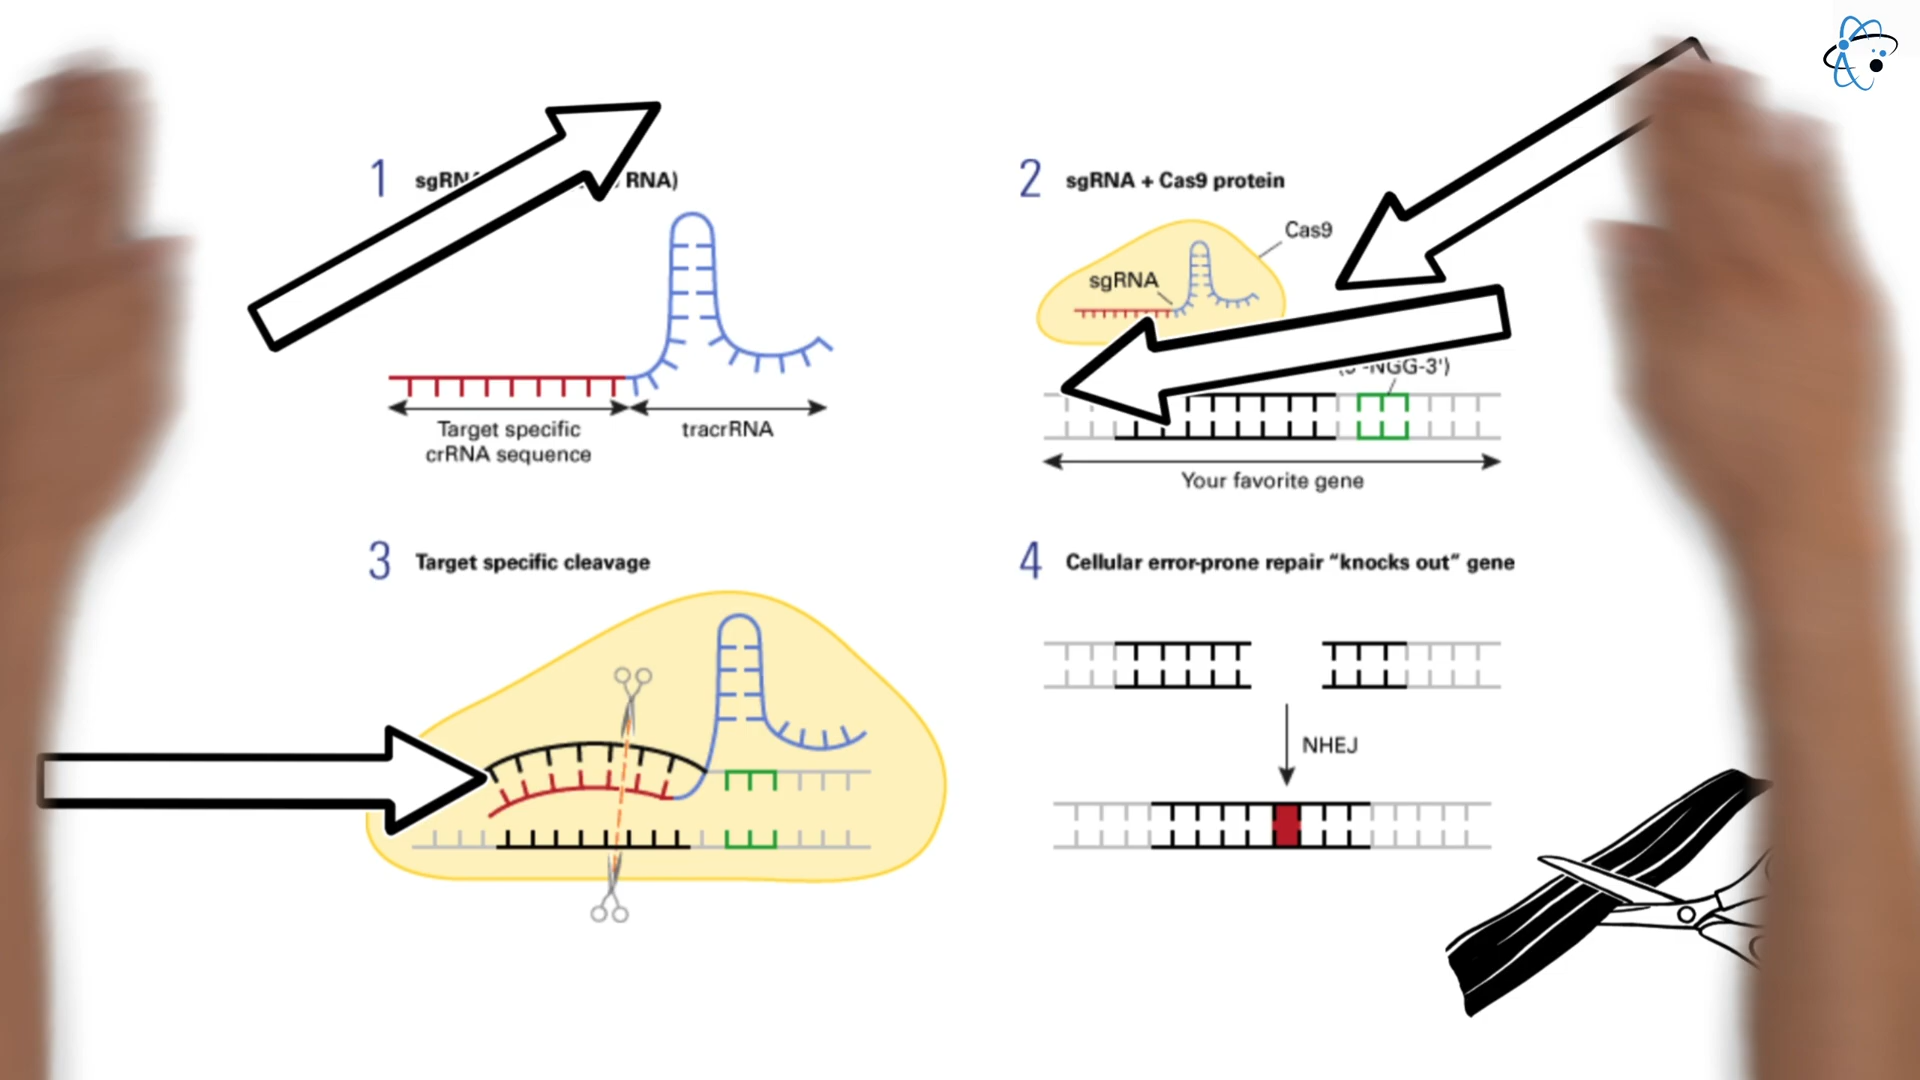 1 RNA)
Target specific
crRNA sequence
tracrRNA
2 sgRNA + Cas9 protein
Cas9
sgRNA
-NGG-3')
Your favorite gene
3 Target specific cleavage
4 Cellular error-prone repair “knocks out” gene
NHEJ